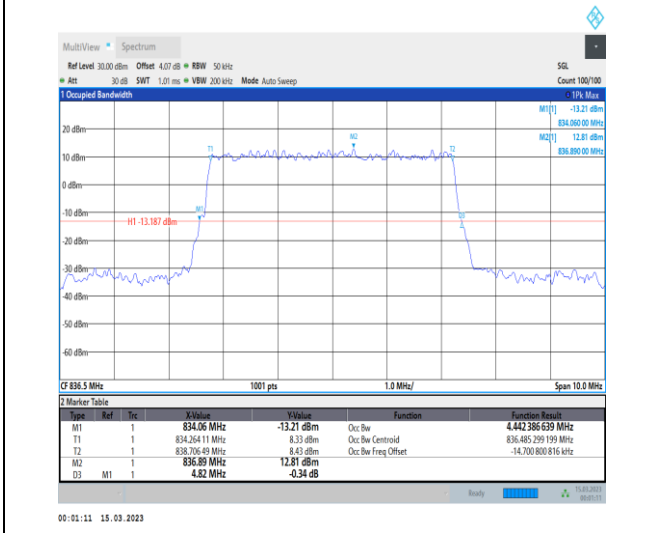 MultiView Spectrum
Ref Level 30.00 dBm Offset 4.07 dB RBW 50 kHz SGL
Att 30 dB SWT 1.01 ms VBW 200 kHz Mode Auto Sweep Count 100/100
1 Occupied Bandwidth 1Pk Max
M1[1] -13.21 dBm
834.060 00 MHz
M2[1] 12.81 dBm
836.890 00 MHz
20 dBm
M2
T1 T2
10 dBm
0 dBm
-10 dBm
M1
D3
H1 -13.187 dBm
-20 dBm
-30 dBm
-40 dBm
-50 dBm
-60 dBm
CF 836.5 MHz 1001 pts 1.0 MHz/ Span 10.0 MHz
2 Marker Table
Type Ref Trc X-Value Y-Value Function Function Result
M1 1 834.06 MHz -13.21 dBm Occ Bw 4.442 386 639 MHz
T1 1 834.264 11 MHz 8.33 dBm Occ Bw Centroid 836.485 299 199 MHz
T2 1 838.706 49 MHz 8.43 dBm Occ Bw Freq Offset -14.700 800 816 kHz
M2 1 836.89 MHz 12.81 dBm
D3 M1 1 4.82 MHz -0.34 dB
Ready 15.03.2023
00:01:11
00:01:11 15.03.2023